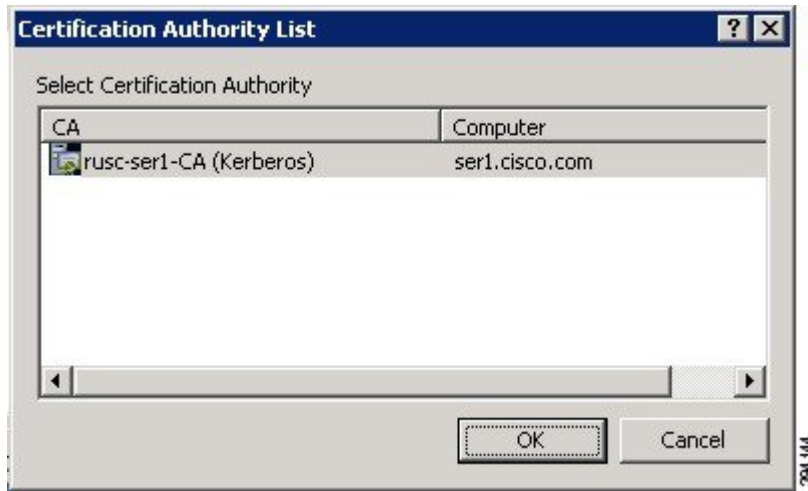 Certification Authority List
?
Select Certification Authority
CA Computer
rusc-ser1-CA (Kerberos) ser1.cisco.com
OK Cancel